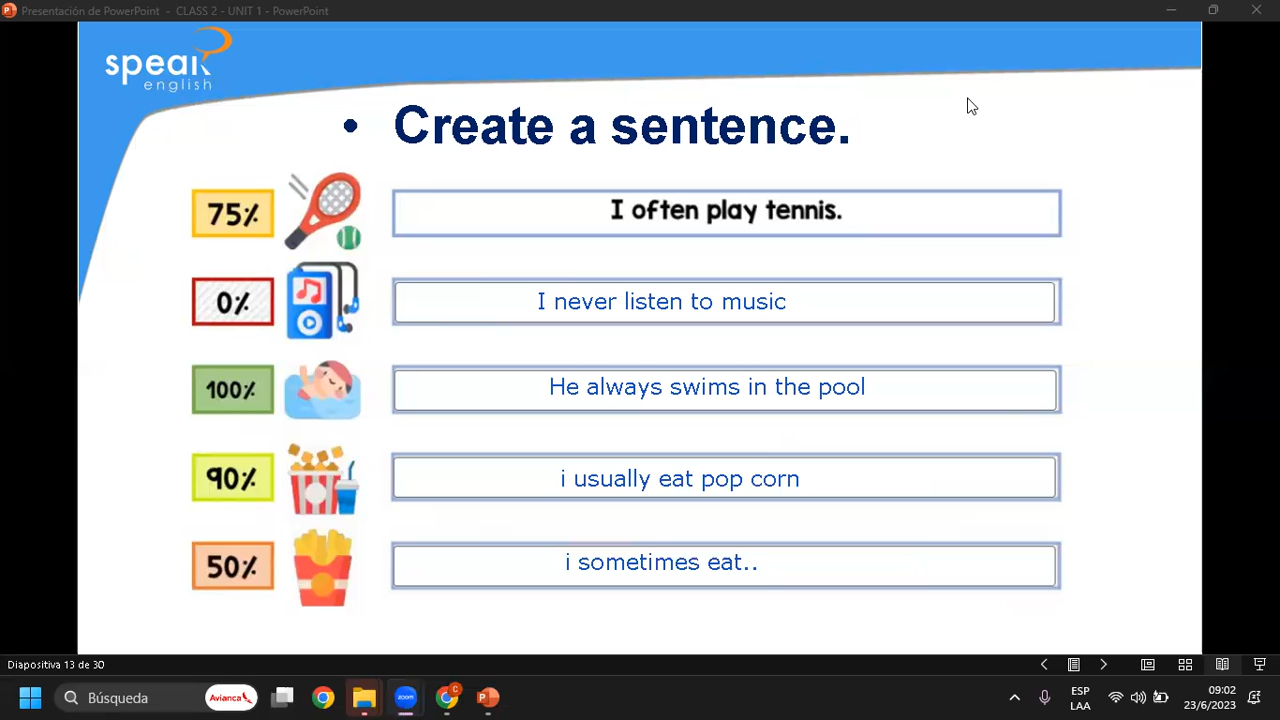 Presentación de PowerPoint - CLASS 2 - UNIT 1 - PowerPoint
speak
english
• Create a sentence.
75%
I often play tennis.
0%
I never listen to music
100%
He always swims in the pool
90%
i usually eat pop corn
50%
i sometimes eat..
Diapositiva 13 de 30
Búsqueda
Avianca
ESP
LAA
09:02
23/6/2023